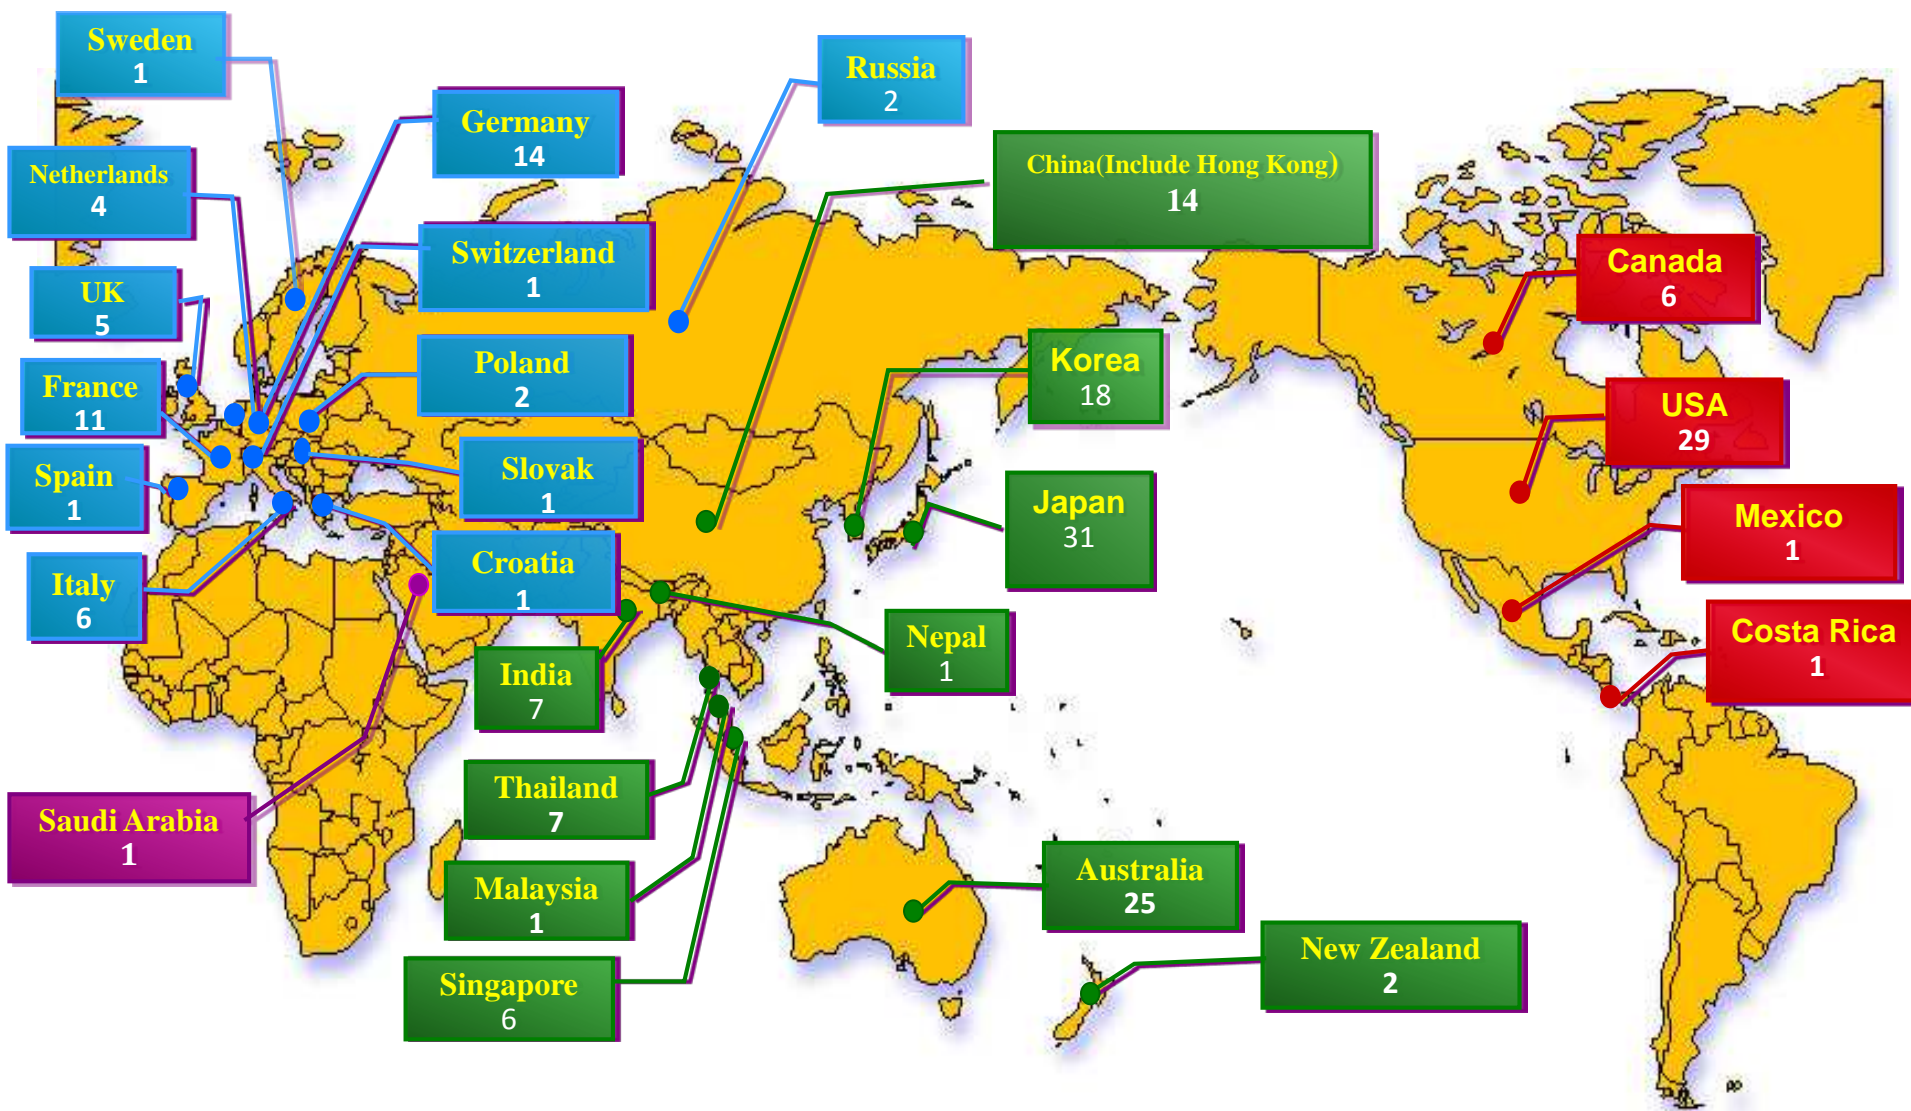 Sweden
1
Germany
14
Russia
2
Netherlands
4
China(Include Hong Kong)
14
Switzerland
1
Canada
6
UK
5
Poland
2
Korea
18
France
11
USA
29
Spain
1
Slovak
1
Japan
31
Mexico
1
Italy
6
Croatia
1
India
7
Nepal
1
Costa Rica
1
Thailand
7
Saudi Arabia
1
Malaysia
1
Australia
25
Singapore
6
New Zealand
2